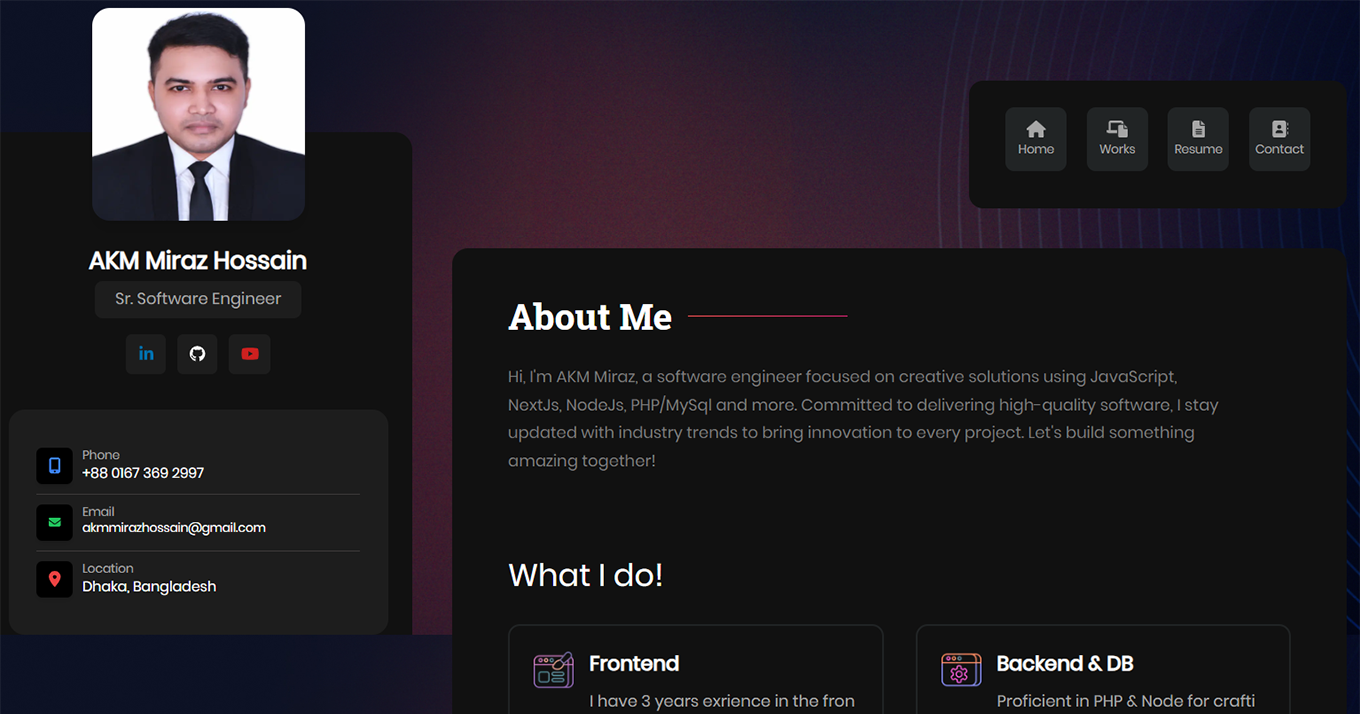 AKM Miraz Hossain
Sr. Software Engineer
in
Phone
+88 0167 369 2997
Email
akmmirazhossain@gmail.com
Location
Dhaka, Bangladesh
Home
Works
Resume
Contact
About Me
Hi, I'm AKM Miraz, a software engineer focused on creative solutions using JavaScript,
NextJs, NodeJs, PHP/MySql and more. Committed to delivering high-quality software, I stay
updated with industry trends to bring innovation to every project. Let's build something
amazing together!
What I do!
Frontend
I have 3 years exrience in the fron
Backend & DB
Proficient in PHP & Node for crafti